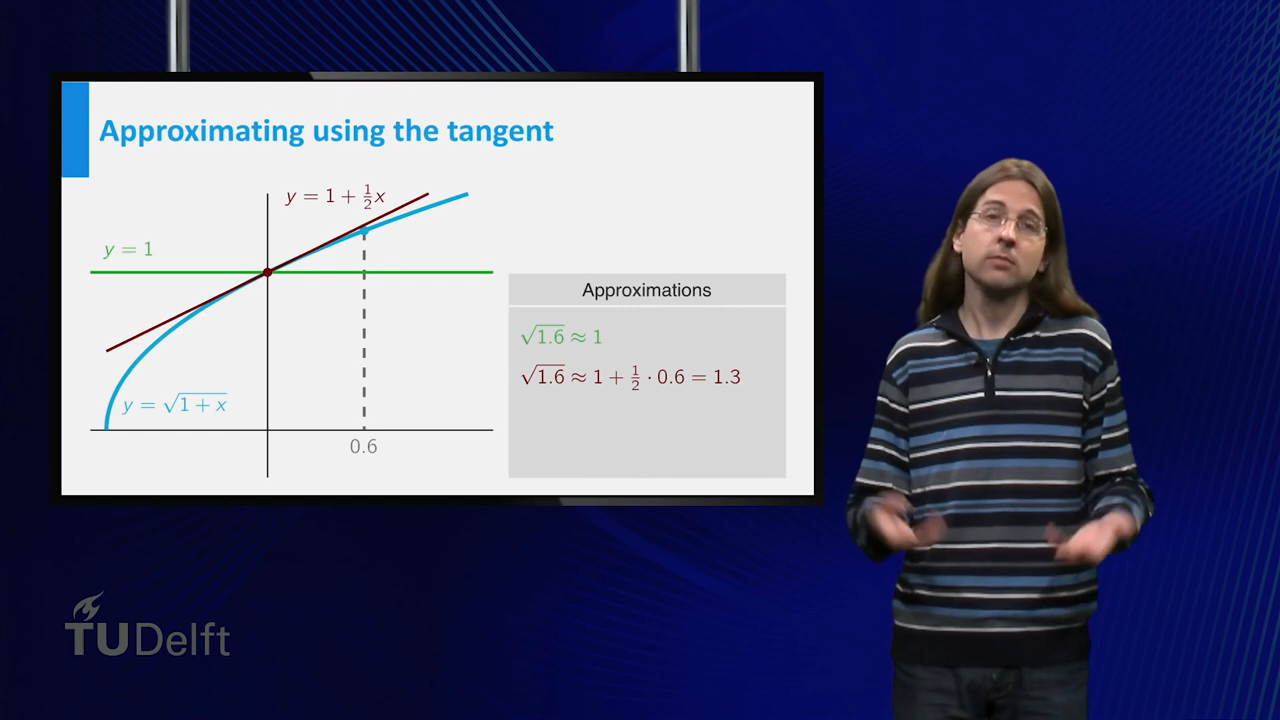 Approximating using the tangent
y = 1 + ½x
y = 1
y = √(1 + x)
0.6
Approximations
√1.6 ≈ 1
√1.6 ≈ 1 + ½ · 0.6 = 1.3
TUDelft